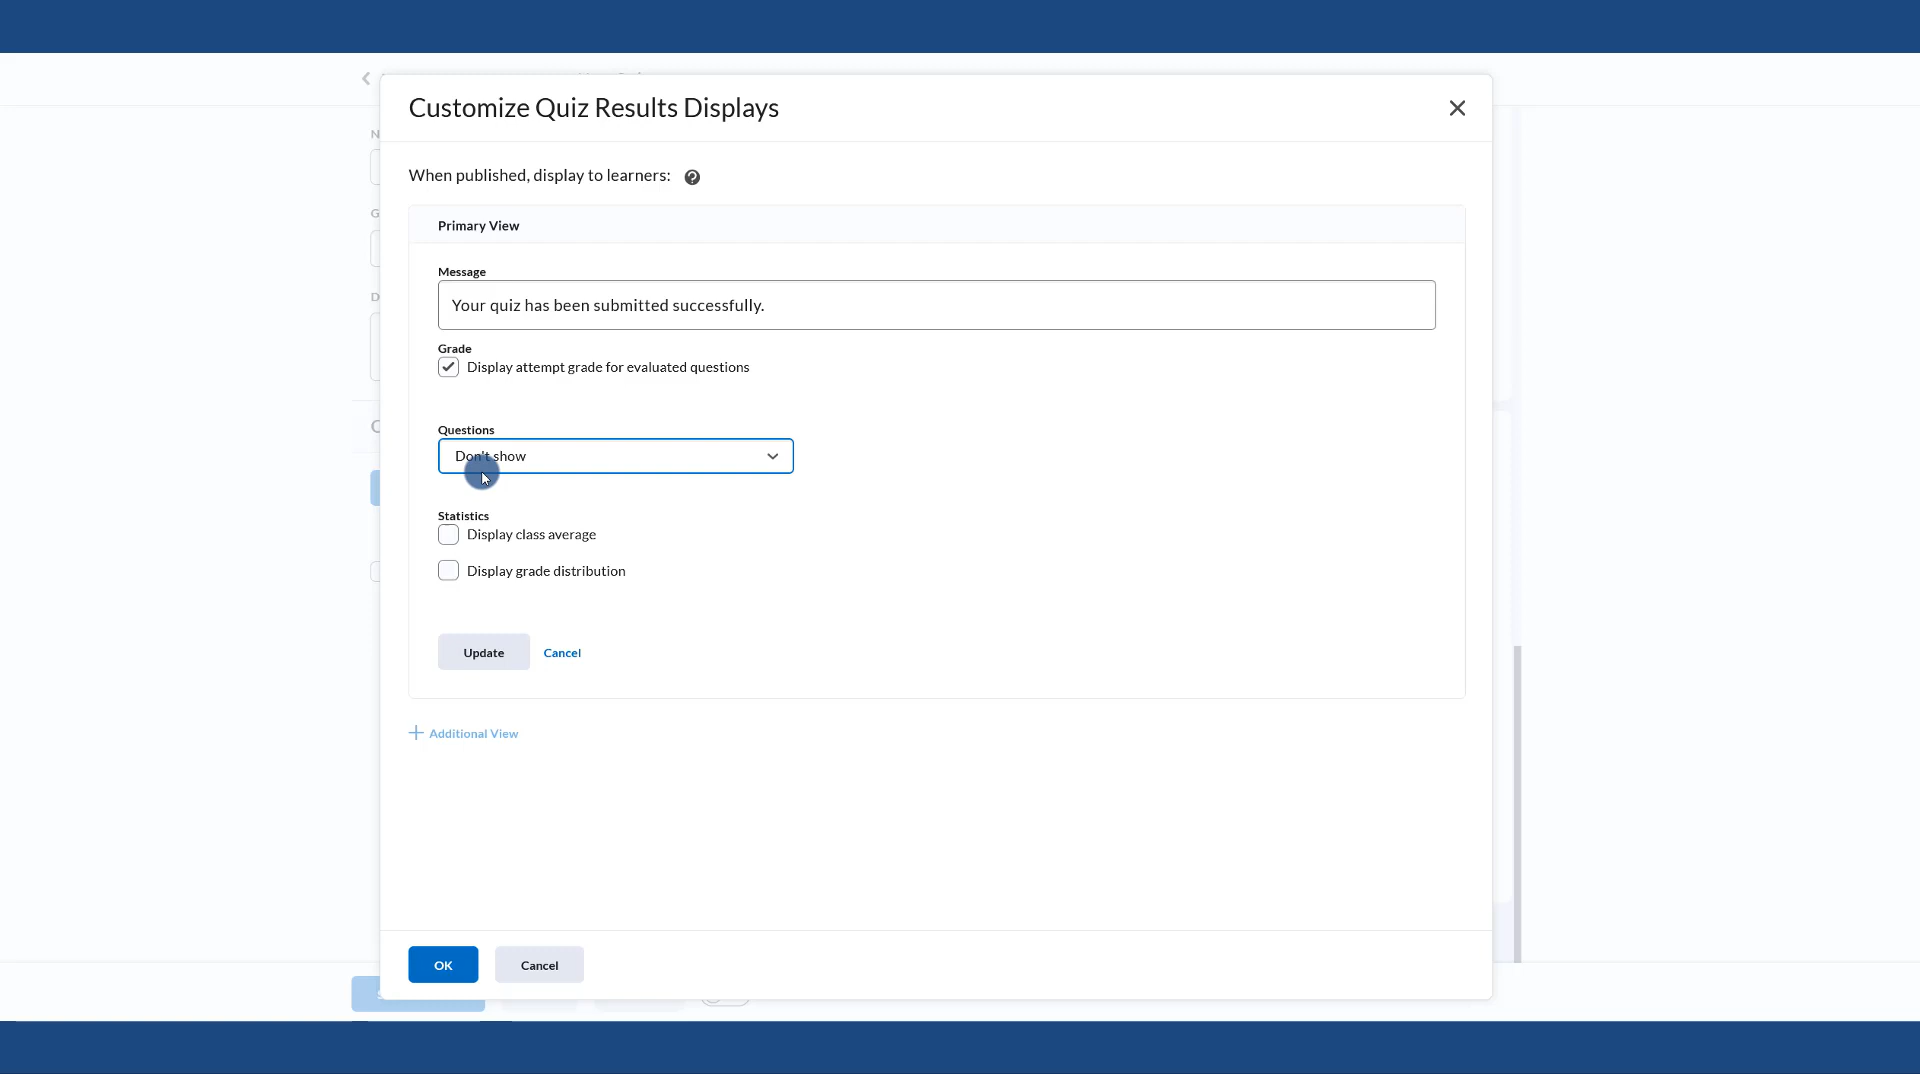 Customize Quiz Results Displays
When published, display to learners:
Primary View
Message
Your quiz has been submitted successfully.
Grade
Display attempt grade for evaluated questions
Questions
Don't show
Statistics
Display class average
Display grade distribution
Update Cancel
Additional View
OK Cancel